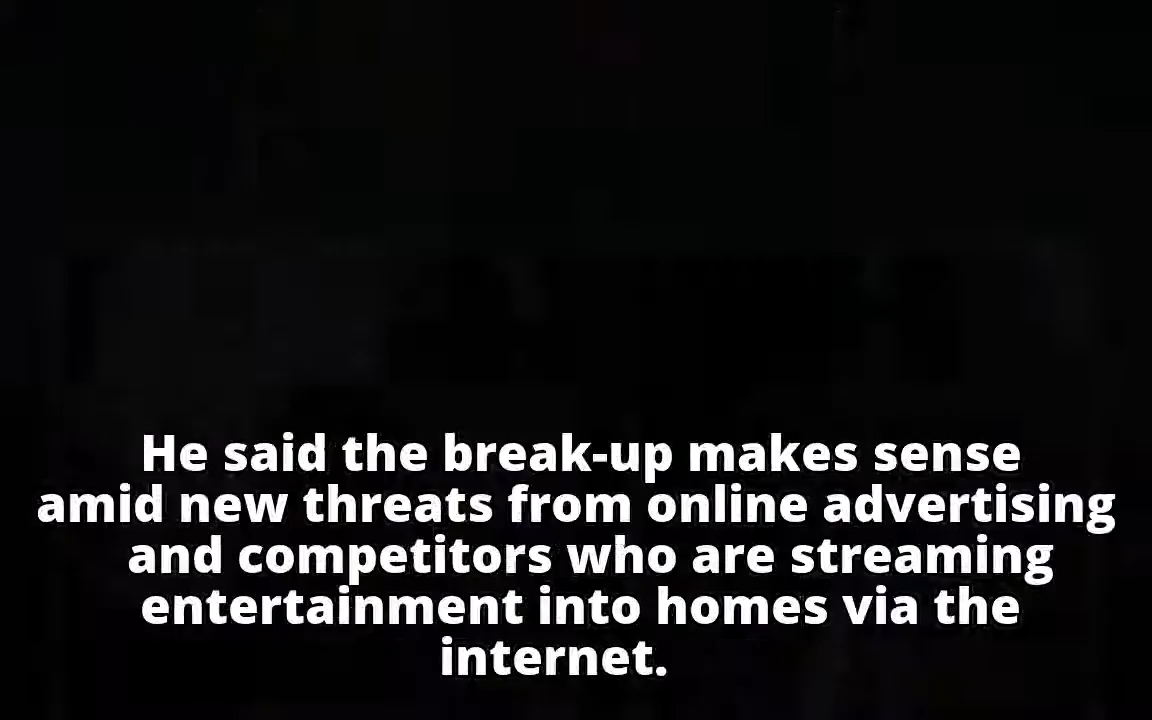 He said the break-up makes sense
amid new threats from online advertising
and competitors who are streaming
entertainment into homes via the
internet.